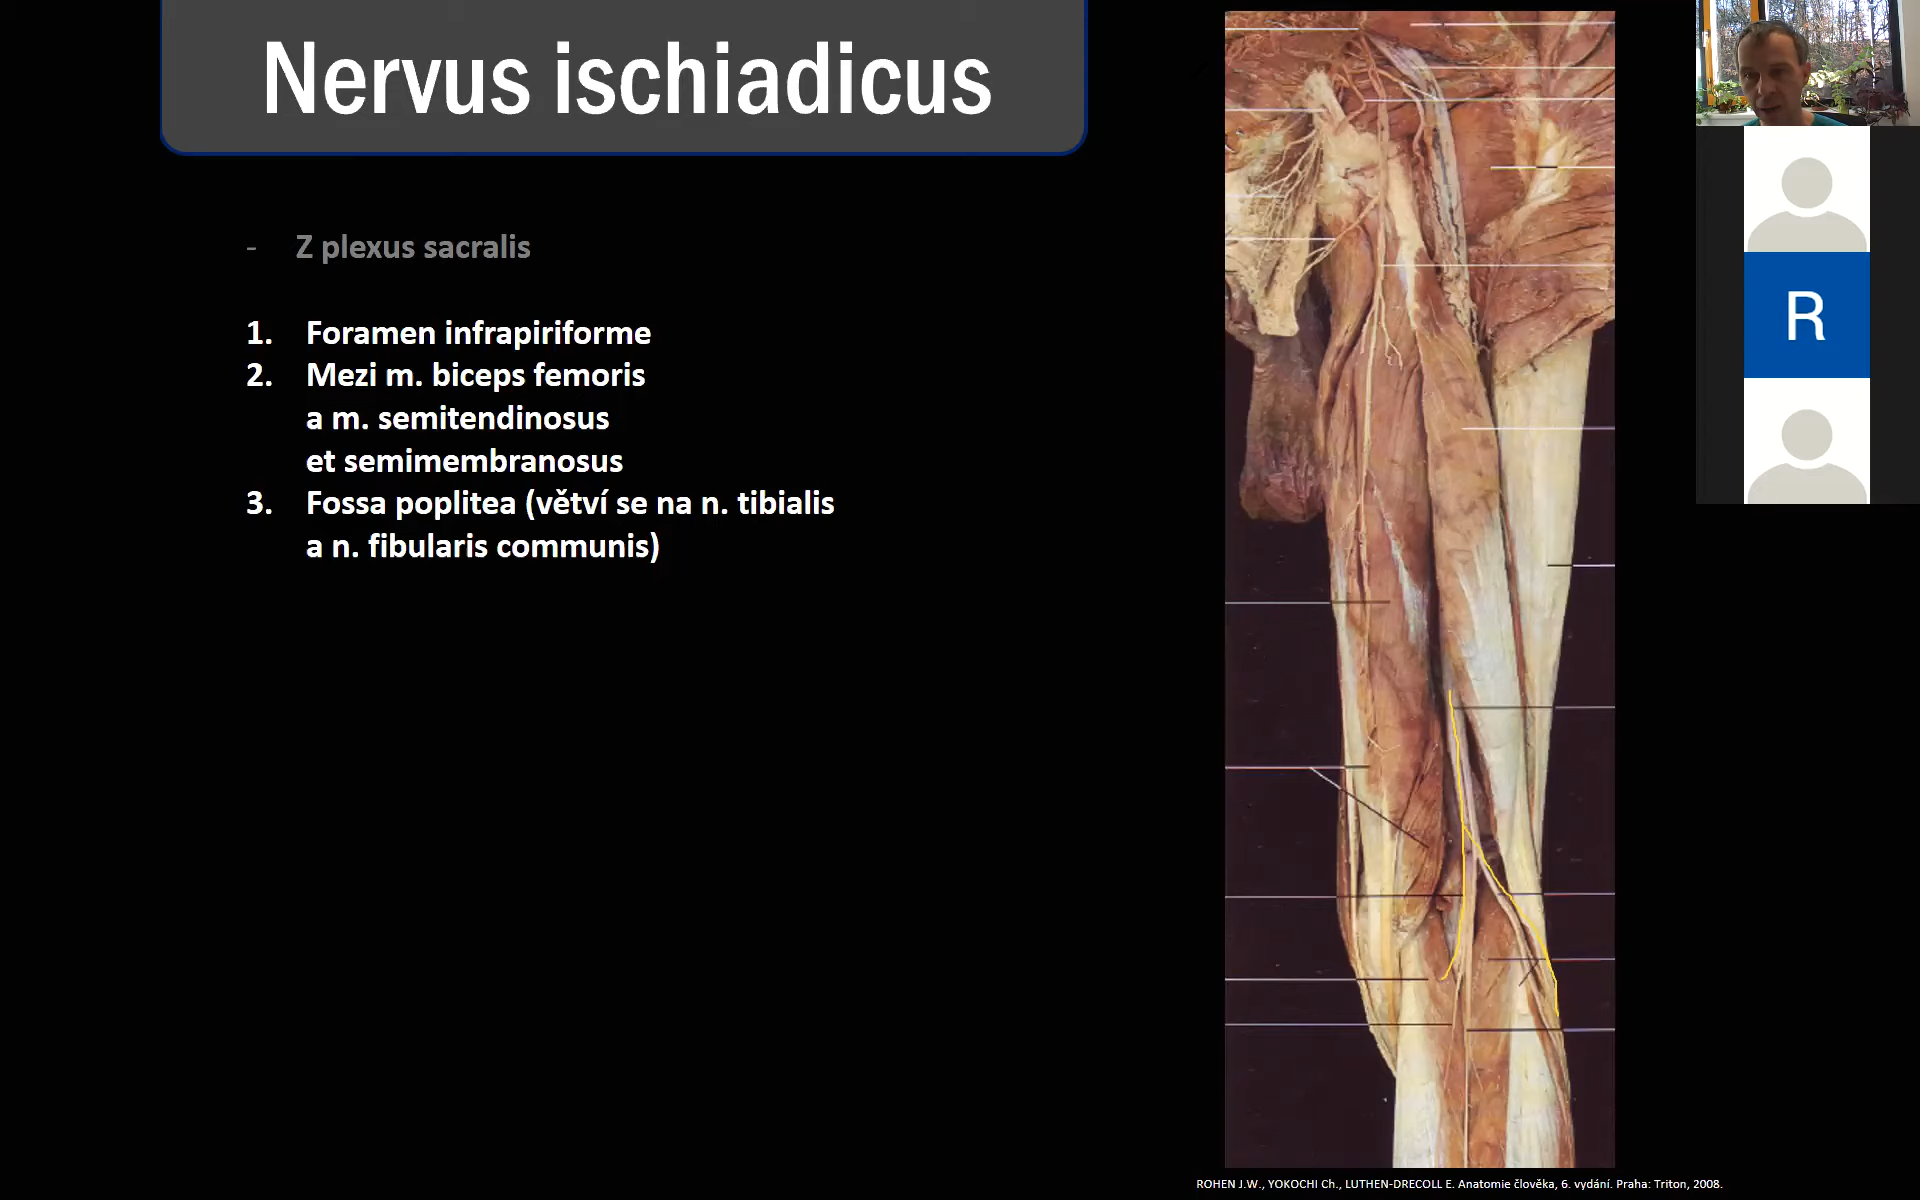 Nervus ischiadicus
- Z plexus sacralis
1. Foramen infrapiriforme
2. Mezi m. biceps femoris
a m. semitendinosus
et semimembranosus
3. Fossa poplitea (větví se na n. tibialis
a n. fibularis communis)
R
ROHEN J.W., YOKOCHI Ch., LUTHEN-DRECOLL E. Anatomie člověka, 6. vydání. Praha: Triton, 2008.